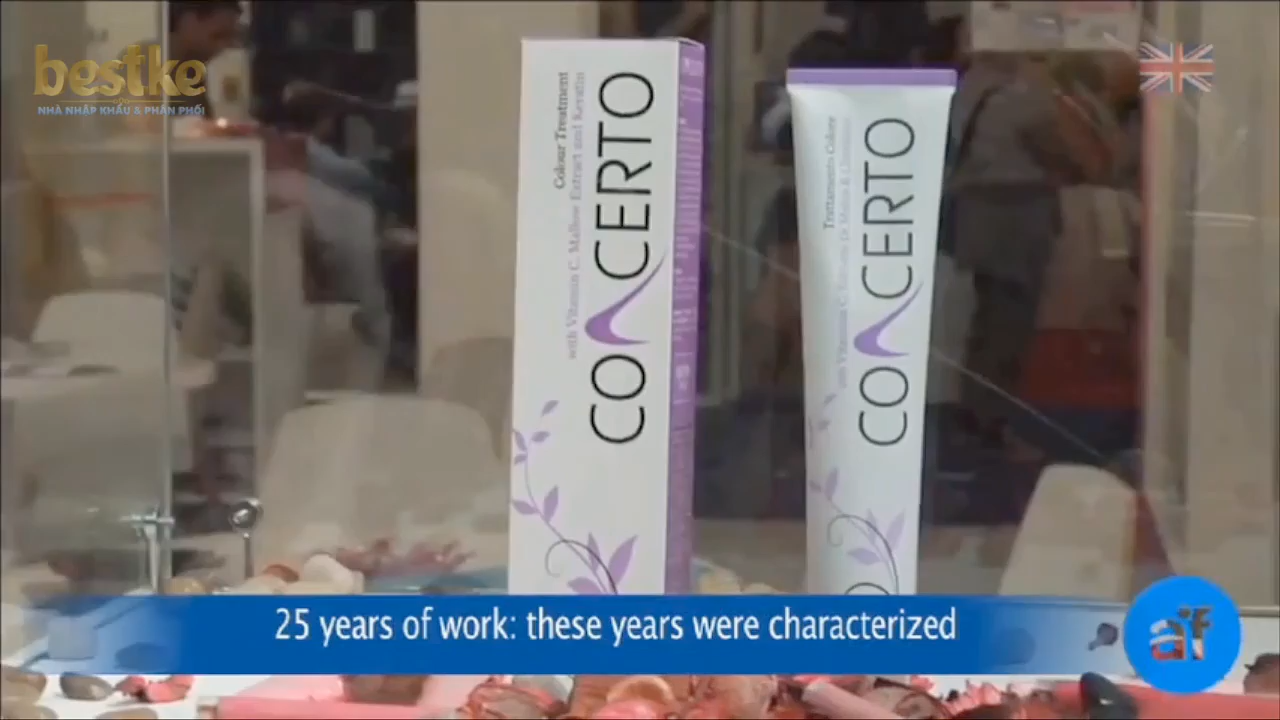 bestke
NHÀ NHẬP KHẨU & PHÂN PHỐI
Colour Treatment
with Vitamin C, Mallow Extract and Keratin
CONCERTO
Trattamento Colore
CONCERTO
25 years of work: these years were characterized
af